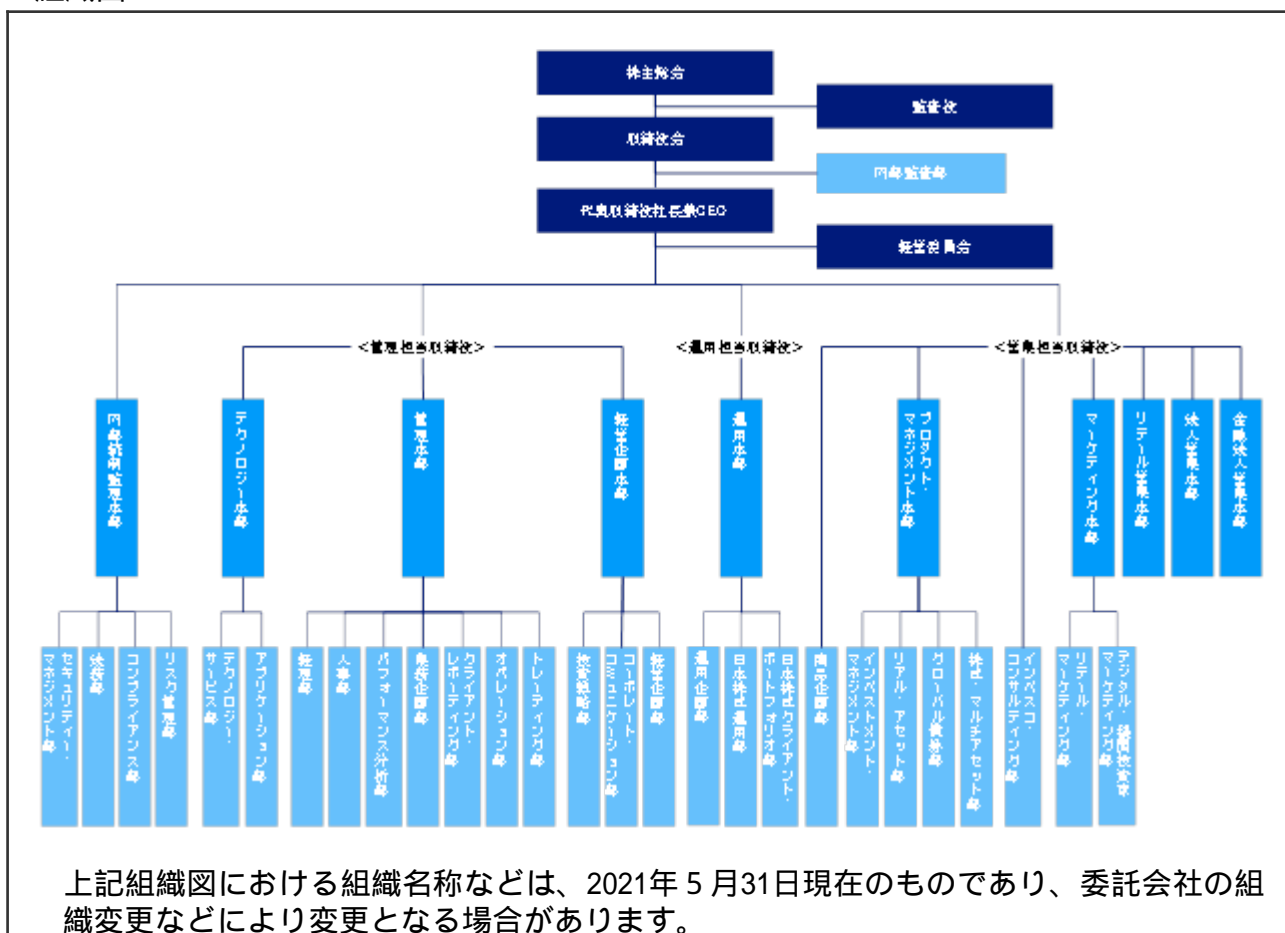 株主総会
監査役
取締役会
内部監査部
代表取締役社長兼CEO
経営委員会
<管理担当取締役>
<運用担当取締役>
<営業担当取締役>
内部統制監理本部
テクノロジー本部
管理本部
経営企画本部
運用本部
プロダクト・
マネジメント本部
マーケティング本部
リテール営業本部
法人営業本部
金融法人営業本部
セキュリティー・
マネジメント部
法務部
コンプライアンス部
リスク管理部
テクノロジー・
サービス部
アプリケーション部
経理部
人事部
パフォーマンス分析部
業務企画部
クライアント・
レポーティング部
オペレーション部
トレーディング部
投資戦略部
コーポレート・
コミュニケーション部
経営企画部
運用企画部
日本株式運用部
日本株式クライアント・
ポートフォリオ部
商品企画部
インベストメント・
マネジメント部
リアル・アセット部
グローバル債券部
株式・マルチアセット部
インベスコ・
コンサルティング部
リテール・
マーケティング部
デジタル・機関投資家
マーケティング部
上記組織図における組織名称などは、2021年5月31日現在のものであり、委託会社の組
織変更などにより変更となる場合があります。